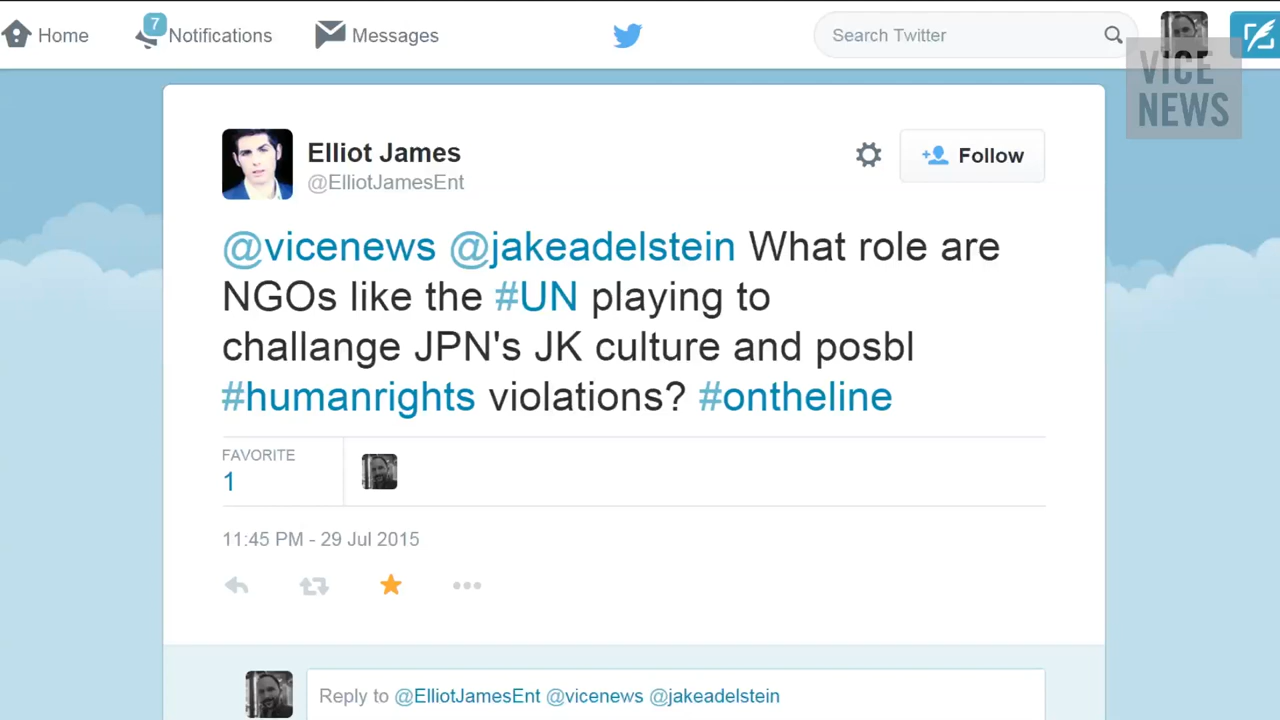 Home 7 Notifications Messages Search Twitter
VICE NEWS
Elliot James
@ElliotJamesEnt
Follow
@vicenews @jakeadelstein What role are
NGOs like the #UN playing to
challange JPN's JK culture and posbl
#humanrights violations? #ontheline
FAVORITE
1
11:45 PM - 29 Jul 2015
Reply to @ElliotJamesEnt @vicenews @jakeadelstein